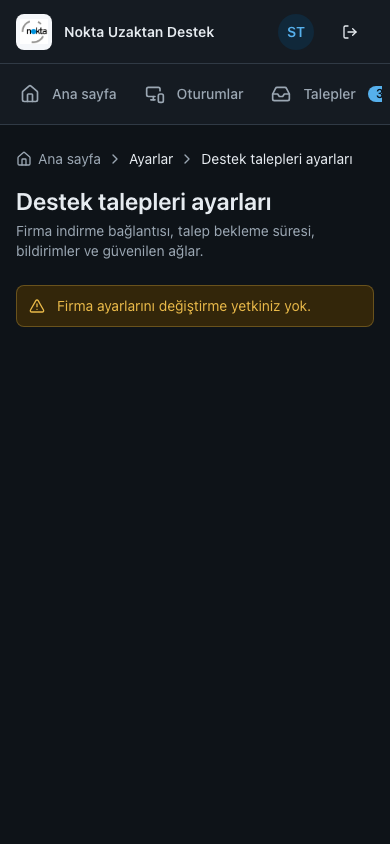 nokta
Nokta Uzaktan Destek
ST
Ana sayfa
Oturumlar
Talepler
Ana sayfa > Ayarlar > Destek talepleri ayarları
Destek talepleri ayarları
Firma indirme bağlantısı, talep bekleme süresi,
bildirimler ve güvenilen ağlar.
Firma ayarlarını değiştirme yetkiniz yok.